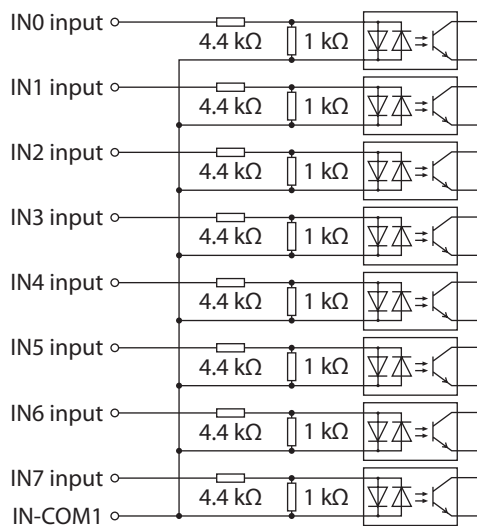 IN0 input
4.4 kΩ 1 kΩ
IN1 input
4.4 kΩ 1 kΩ
IN2 input
4.4 kΩ 1 kΩ
IN3 input
4.4 kΩ 1 kΩ
IN4 input
4.4 kΩ 1 kΩ
IN5 input
4.4 kΩ 1 kΩ
IN6 input
4.4 kΩ 1 kΩ
IN7 input
4.4 kΩ 1 kΩ
IN-COM1